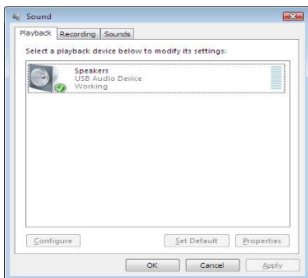 Sound
Playback Recording Sounds
Select a playback device below to modify its settings:
Speakers
USB Audio Device
Working
Configure Set Default Properties
OK Cancel Apply